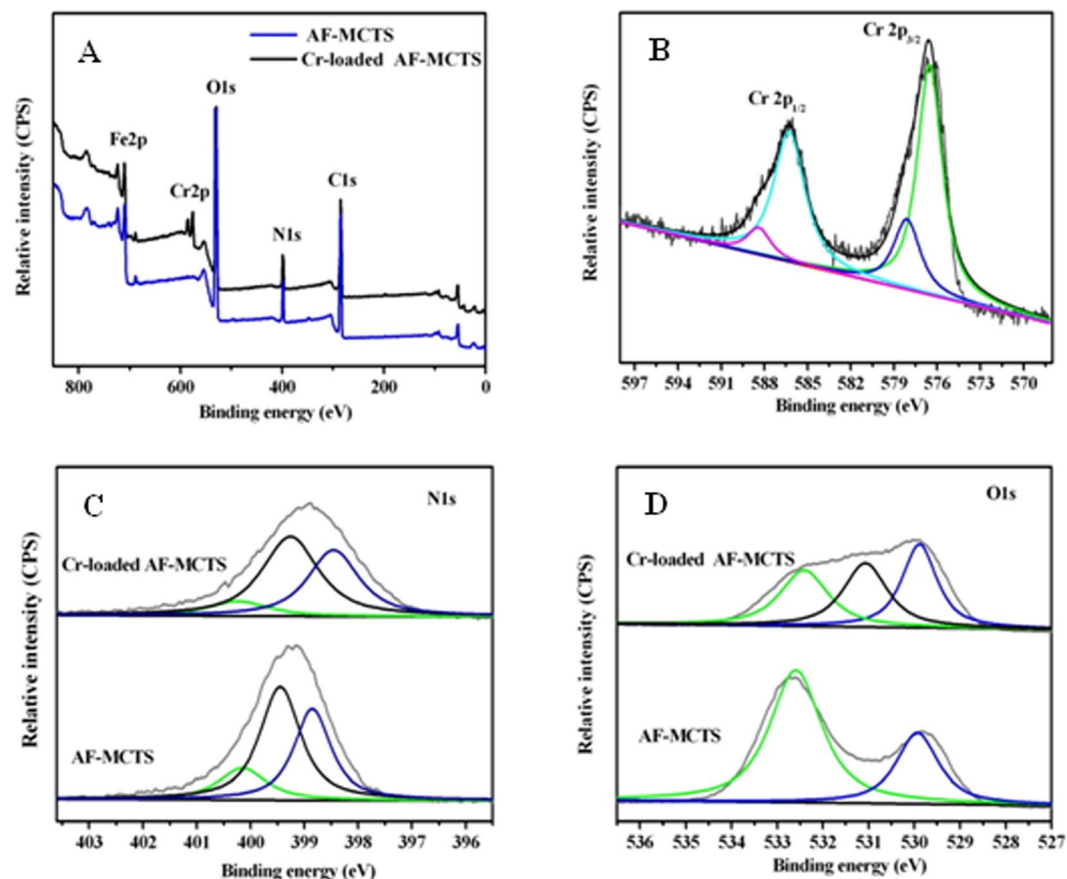 A
AF-MCTS
Cr-loaded AF-MCTS
O1s
Fe2p
Cr2p
C1s
N1s
Relative intensity (CPS)
800 600 400 200 0
Binding energy (eV)
B
Cr 2p3/2
Cr 2p1/2
Relative intensity (CPS)
597 594 591 588 585 582 579 576 573 570
Binding energy (eV)
C
N1s
Cr-loaded AF-MCTS
AF-MCTS
Relative intensity (CPS)
403 402 401 400 399 398 397 396
Binding energy (eV)
D
O1s
Cr-loaded AF-MCTS
AF-MCTS
Relative intensity (CPS)
536 535 534 533 532 531 530 529 528 527
Binding energy (eV)